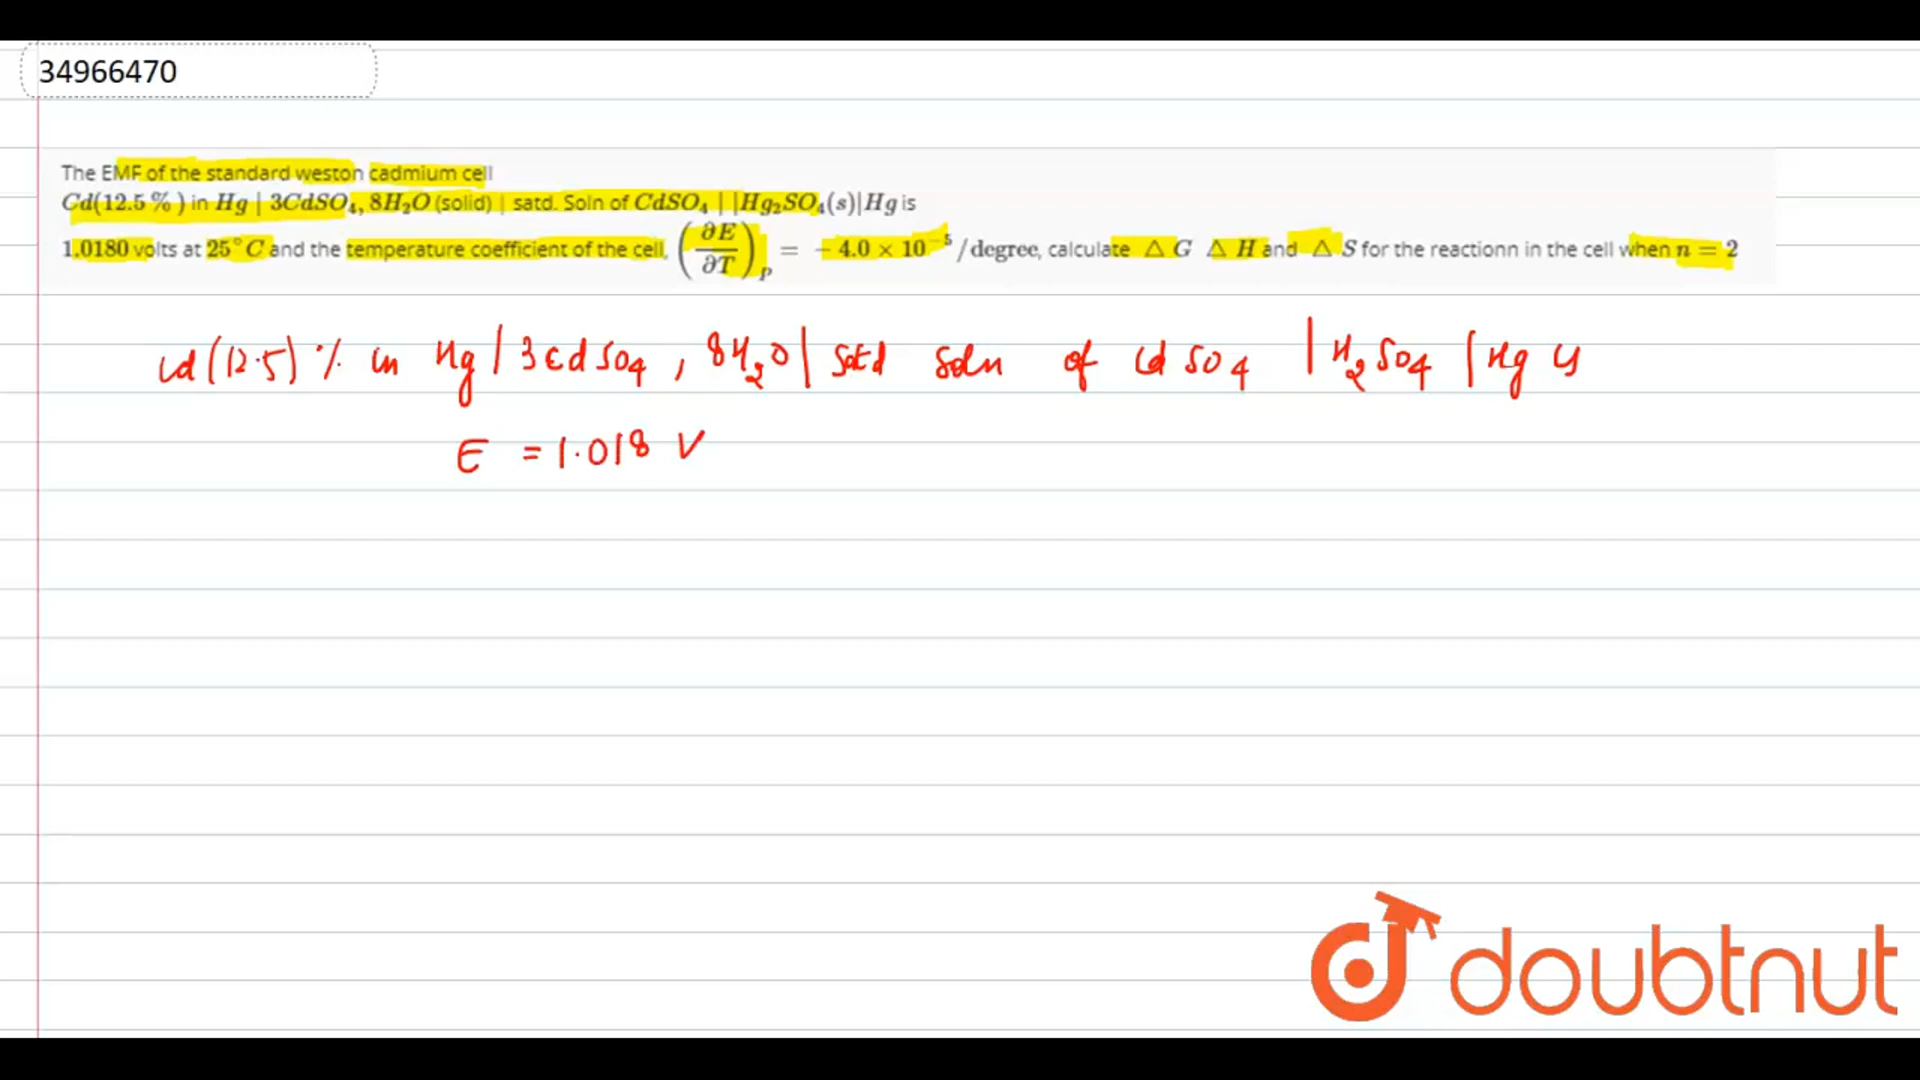 34966470
The EMF of the standard weston cadmium cell
Cd(12.5 % ) in Hg | 3CdSO₄, 8H₂O (solid) | satd. Soln of CdSO₄ | |Hg₂SO₄(s)|Hg is
1.0180 volts at 25°C and the temperature coefficient of the cell, (∂E/∂T)ₚ = − 4.0 × 10⁻⁵ /degree, calculate △ G △ H and △ S for the reactionn in the cell when n = 2
Cd(12.5) % in Hg | 3CdSO₄, 8H₂O | satd soln of CdSO₄ | H₂SO₄ | Hg is
E = 1.018 V
doubtnut